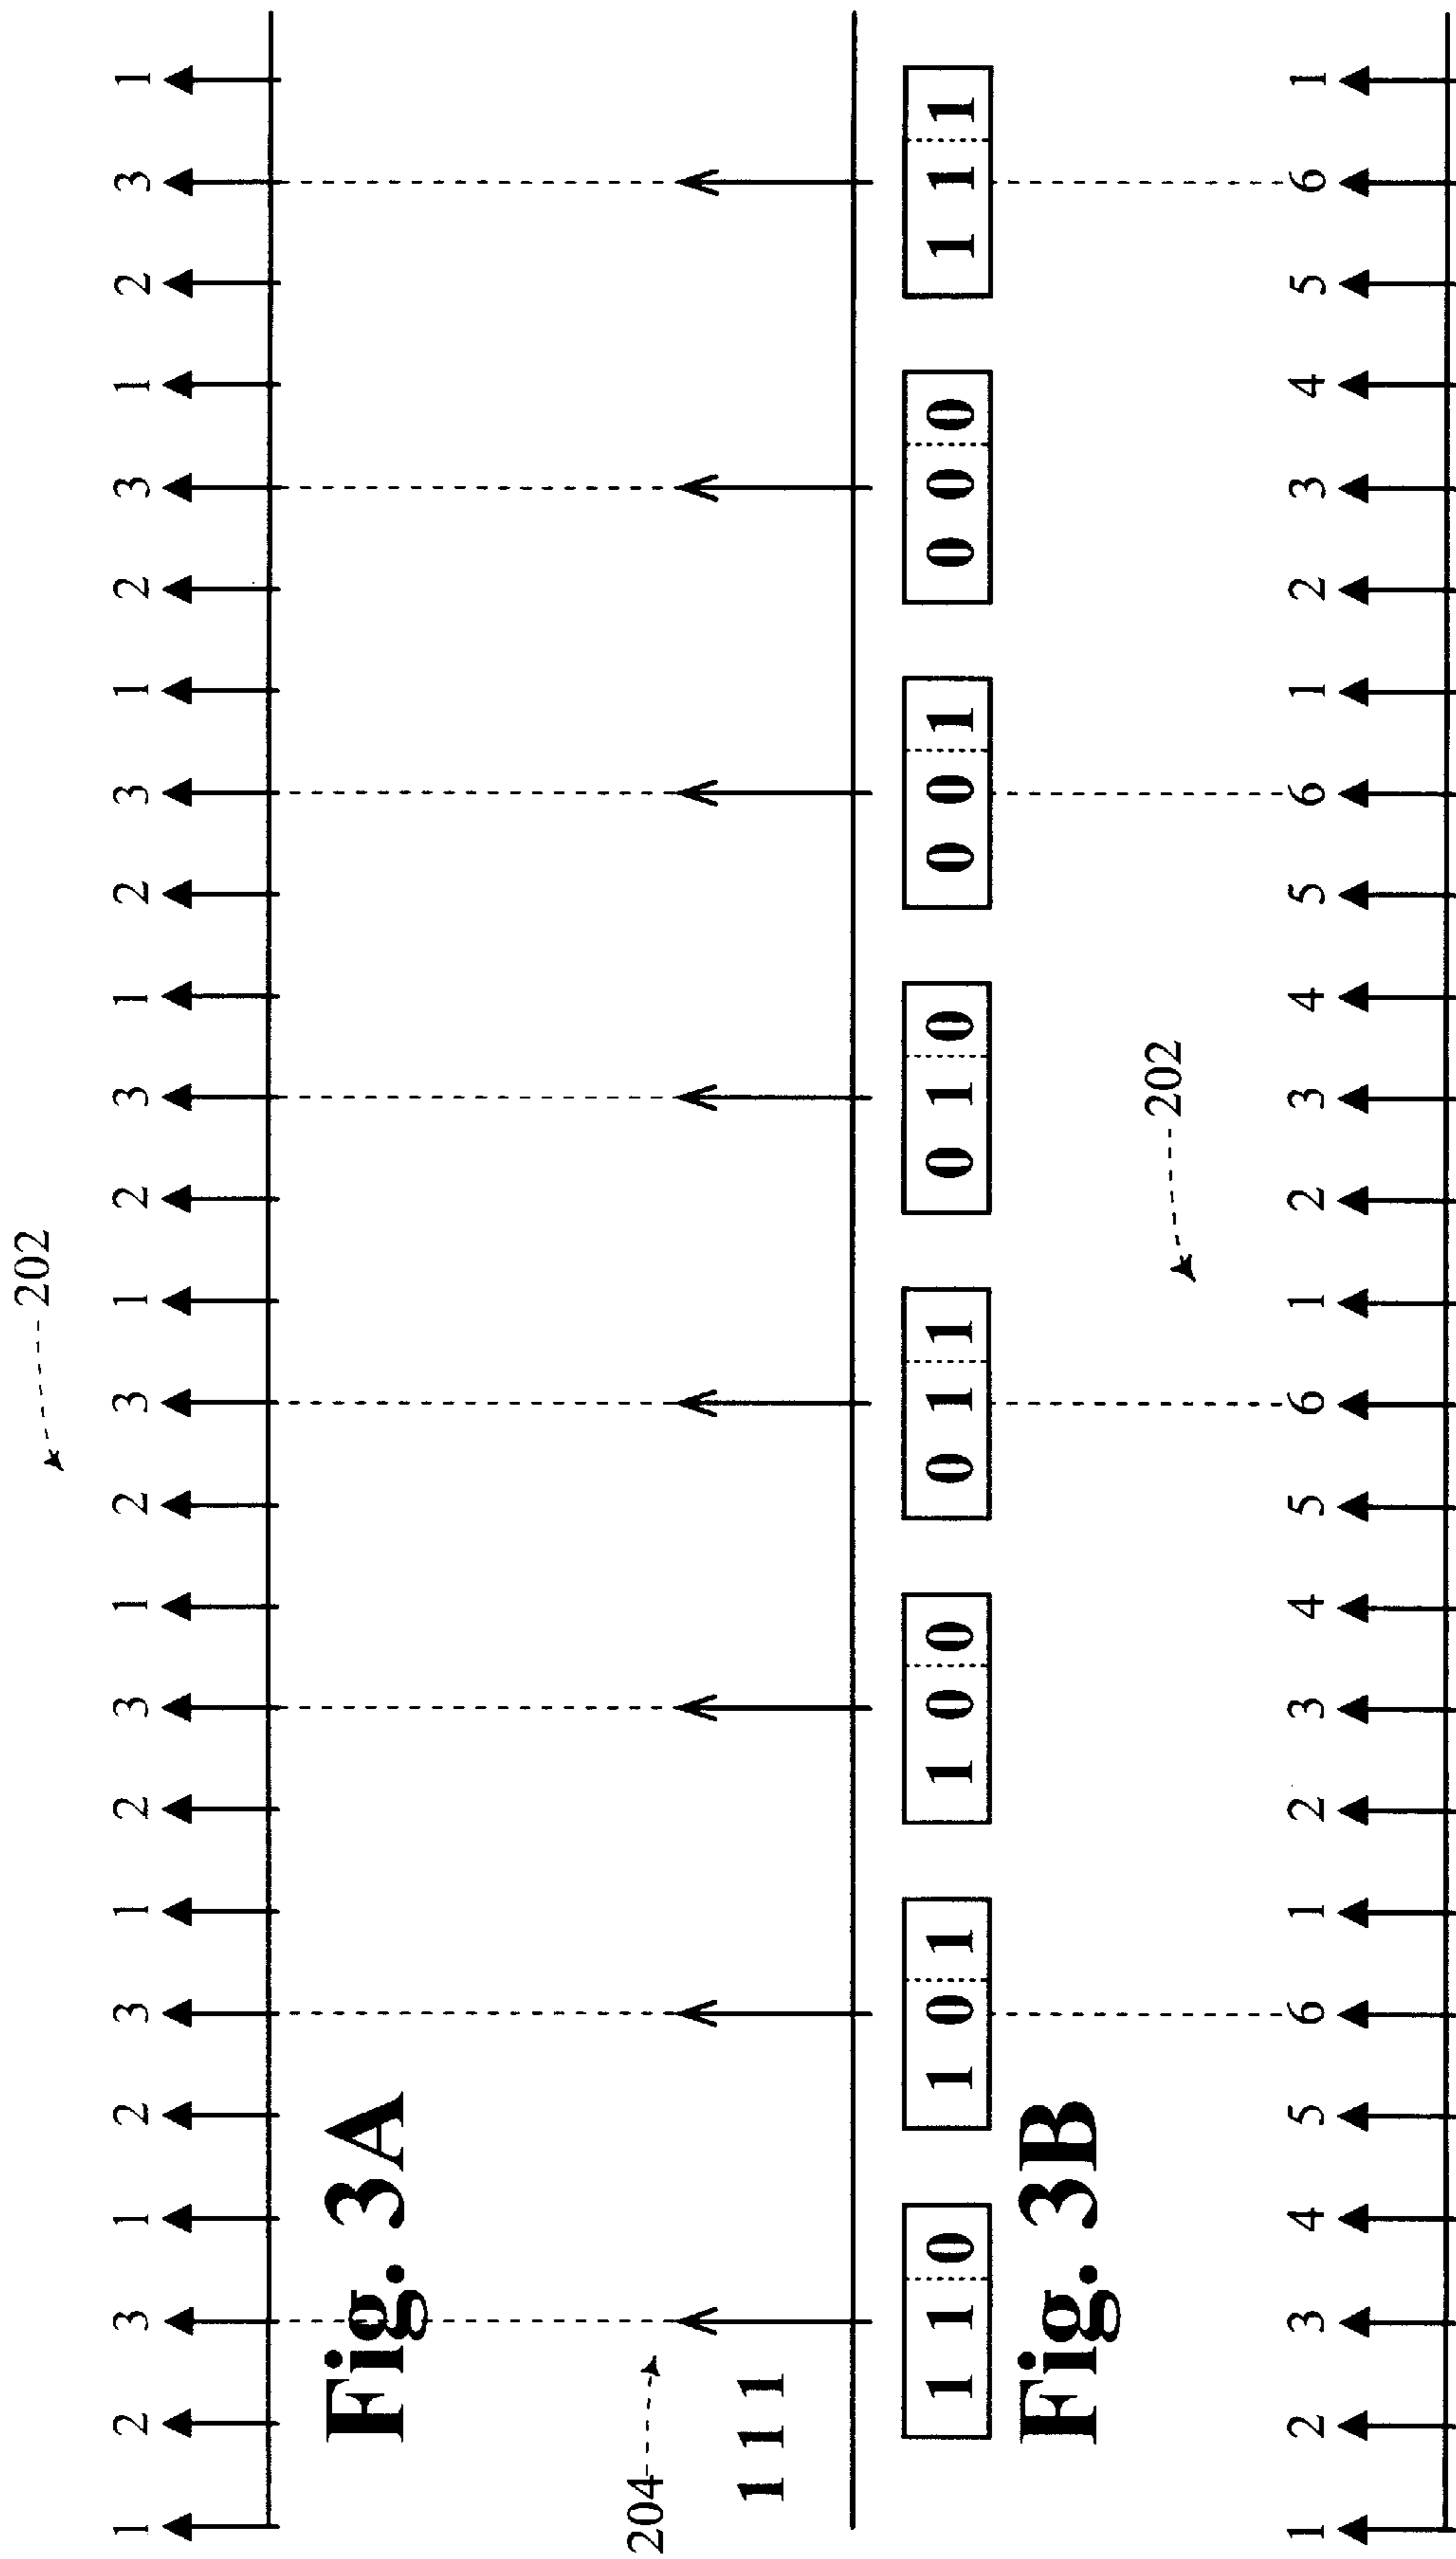 202
1 2 3 1 2 3 1 2 3 1 2 3 1 2 3 1 2 3 1 2 3 1 2 3 1
Fig. 3A
204
1 1 1
1 1 0 1 0 1 1 0 0 0 1 1 0 1 0 0 0 1 0 0 0 1 1 1
Fig. 3B
202
1 2 3 4 5 6 1 2 3 4 5 6 1 2 3 4 5 6 1 2 3 4 5 6 1